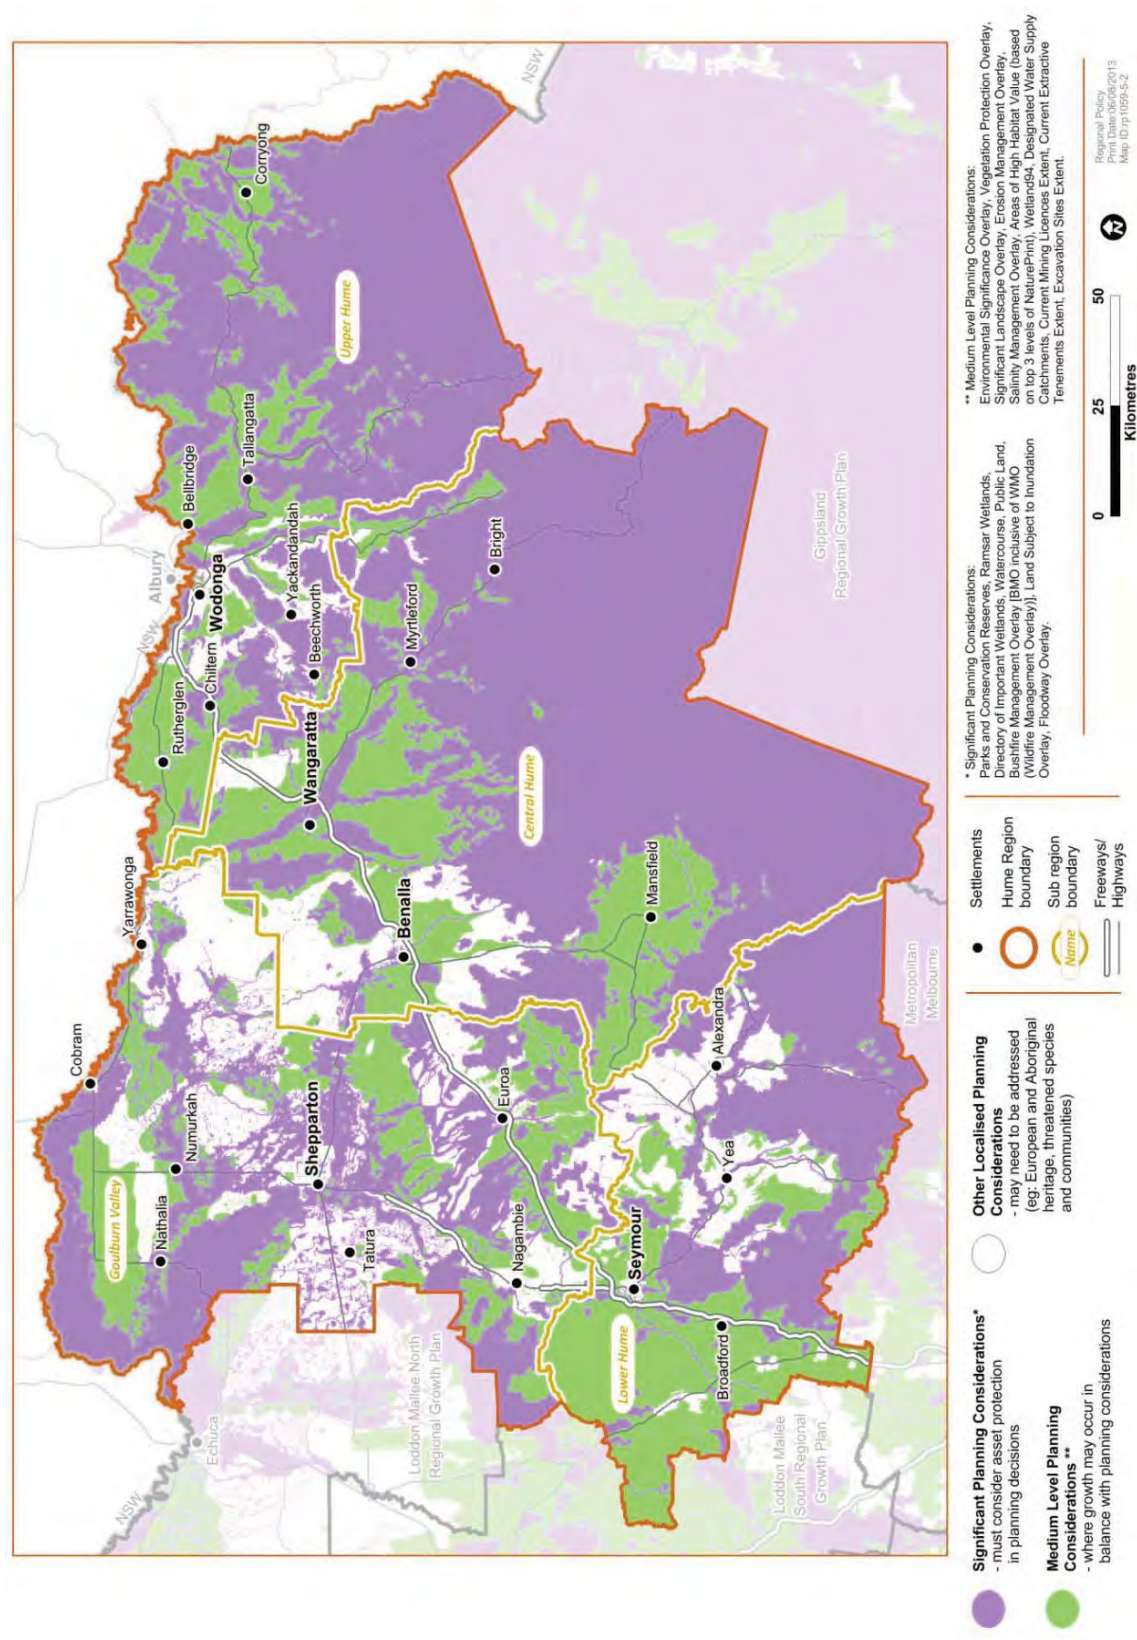 NSW
Corryong
Upper Hume
Bellbridge
Tallangatta
Albury
NSW
Wodonga
Yackandandah
Chiltern
Rutherglen
Beechworth
Bright
Myrtleford
Wangaratta
Central Hume
Gippsland
Regional Growth Plan
Yarrawonga
Benalla
Mansfield
Cobram
Numurkah
Shepparton
Euroa
Alexandra
Metropolitan
Melbourne
Goulburn Valley
Nathalia
Tatura
Nagambie
Yea
Seymour
Lower Hume
Broadford
Echuca
NSW
Loddon Mallee North
Regional Growth Plan
Loddon Mallee
South Regional
Growth Plan
Significant Planning Considerations*
- must consider asset protection
in planning decisions
Medium Level Planning
Considerations **
- where growth may occur in
balance with planning considerations
Other Localised Planning
Considerations
- may need to be addressed
(eg: European and Aboriginal
heritage, threatened species
and communities)
Settlements
Hume Region
boundary
Name
Sub region
boundary
Freeways/
Highways
* Significant Planning Considerations:
Parks and Conservation Reserves, Ramsar Wetlands,
Directory of Important Wetlands, Watercourse, Public Land,
Bushfire Management Overlay [BMO inclusive of WMO
(Wildfire Management Overlay)], Land Subject to Inundation
Overlay, Floodway Overlay.
** Medium Level Planning Considerations:
Environmental Significance Overlay, Vegetation Protection Overlay,
Significant Landscape Overlay, Erosion Management Overlay,
Salinity Management Overlay, Areas of High Habitat Value (based
on top 3 levels of NaturePrint), Wetland94, Designated Water Supply
Catchments, Current Mining Licences Extent, Current Extractive
Tenements Extent, Excavation Sites Extent.
0 25 50
Kilometres
N
Regional Policy
Print Date:06/08/2013
Map ID:rp1059-5-2